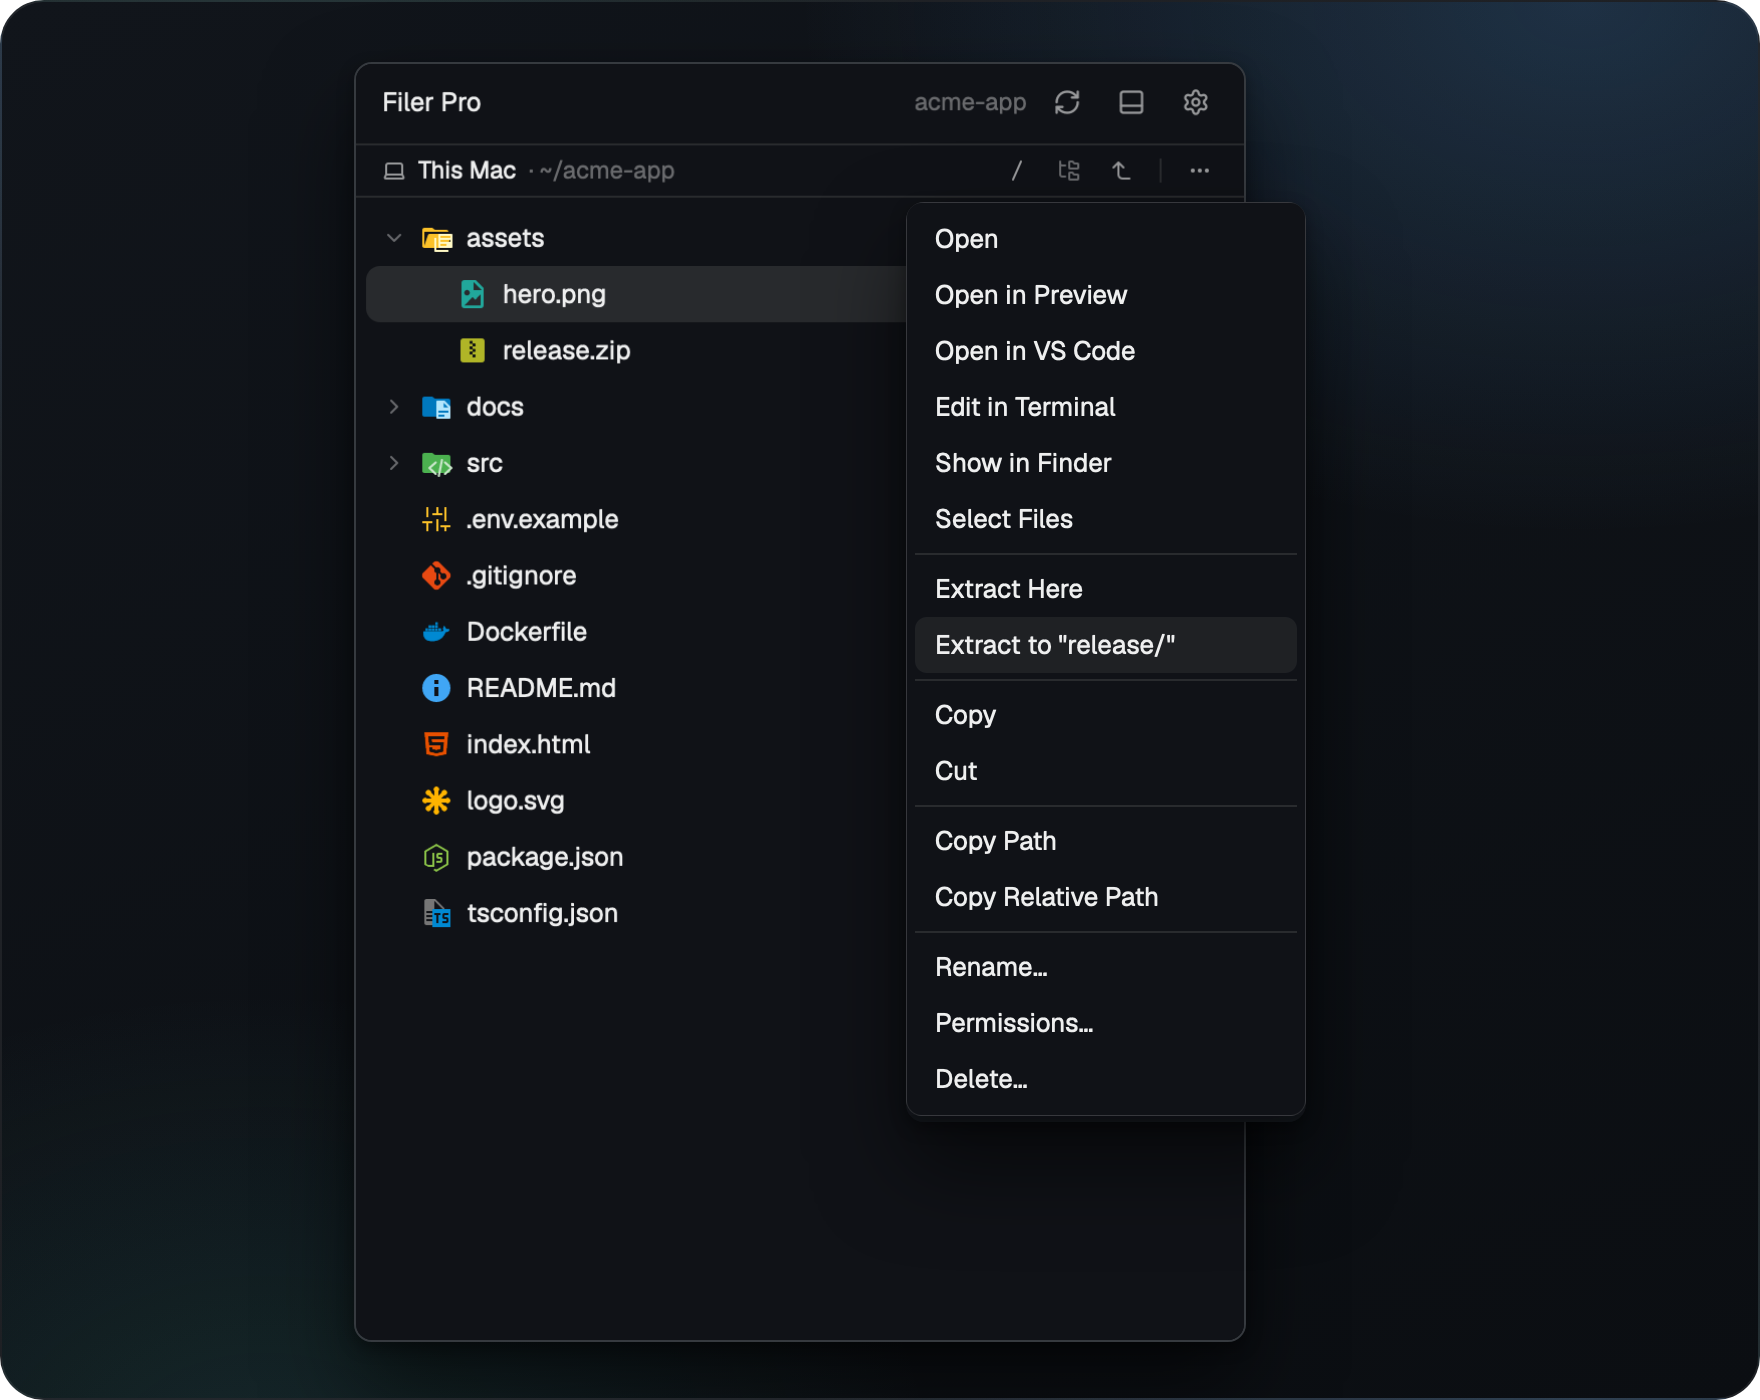 Filer Pro
acme-app
This Mac · ~/acme-app
/
assets
hero.png
release.zip
docs
src
.env.example
.gitignore
Dockerfile
README.md
index.html
logo.svg
package.json
tsconfig.json
Open
Open in Preview
Open in VS Code
Edit in Terminal
Show in Finder
Select Files
Extract Here
Extract to "release/"
Copy
Cut
Copy Path
Copy Relative Path
Rename...
Permissions...
Delete...